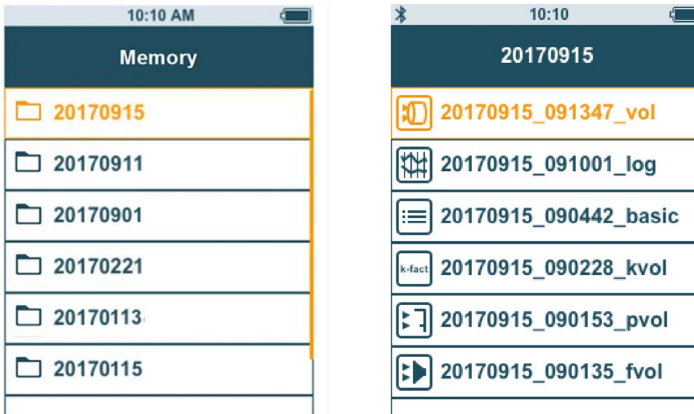 10:10 AM
Memory
20170915
20170911
20170901
20170221
20170113
20170115
10:10
20170915
20170915_091347_vol
20170915_091001_log
20170915_090442_basic
k-fact
20170915_090228_kvol
20170915_090153_pvol
20170915_090135_fvol